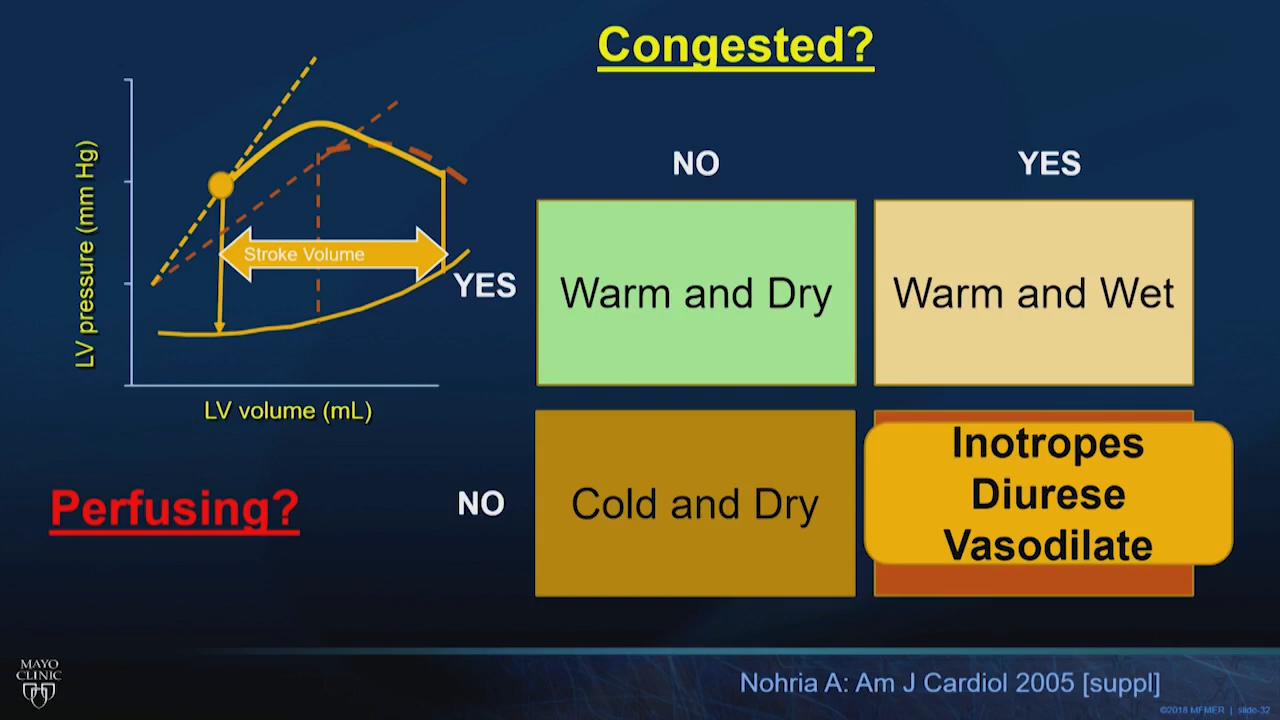 Congested?
NO
YES
LV pressure (mm Hg)
Stroke Volume
YES
Warm and Dry
Warm and Wet
LV volume (mL)
Perfusing?
NO
Cold and Dry
Inotropes
Diurese
Vasodilate
MAYO
CLINIC
Nohria A: Am J Cardiol 2005 [suppl]
©2018 MFMER | slide-32